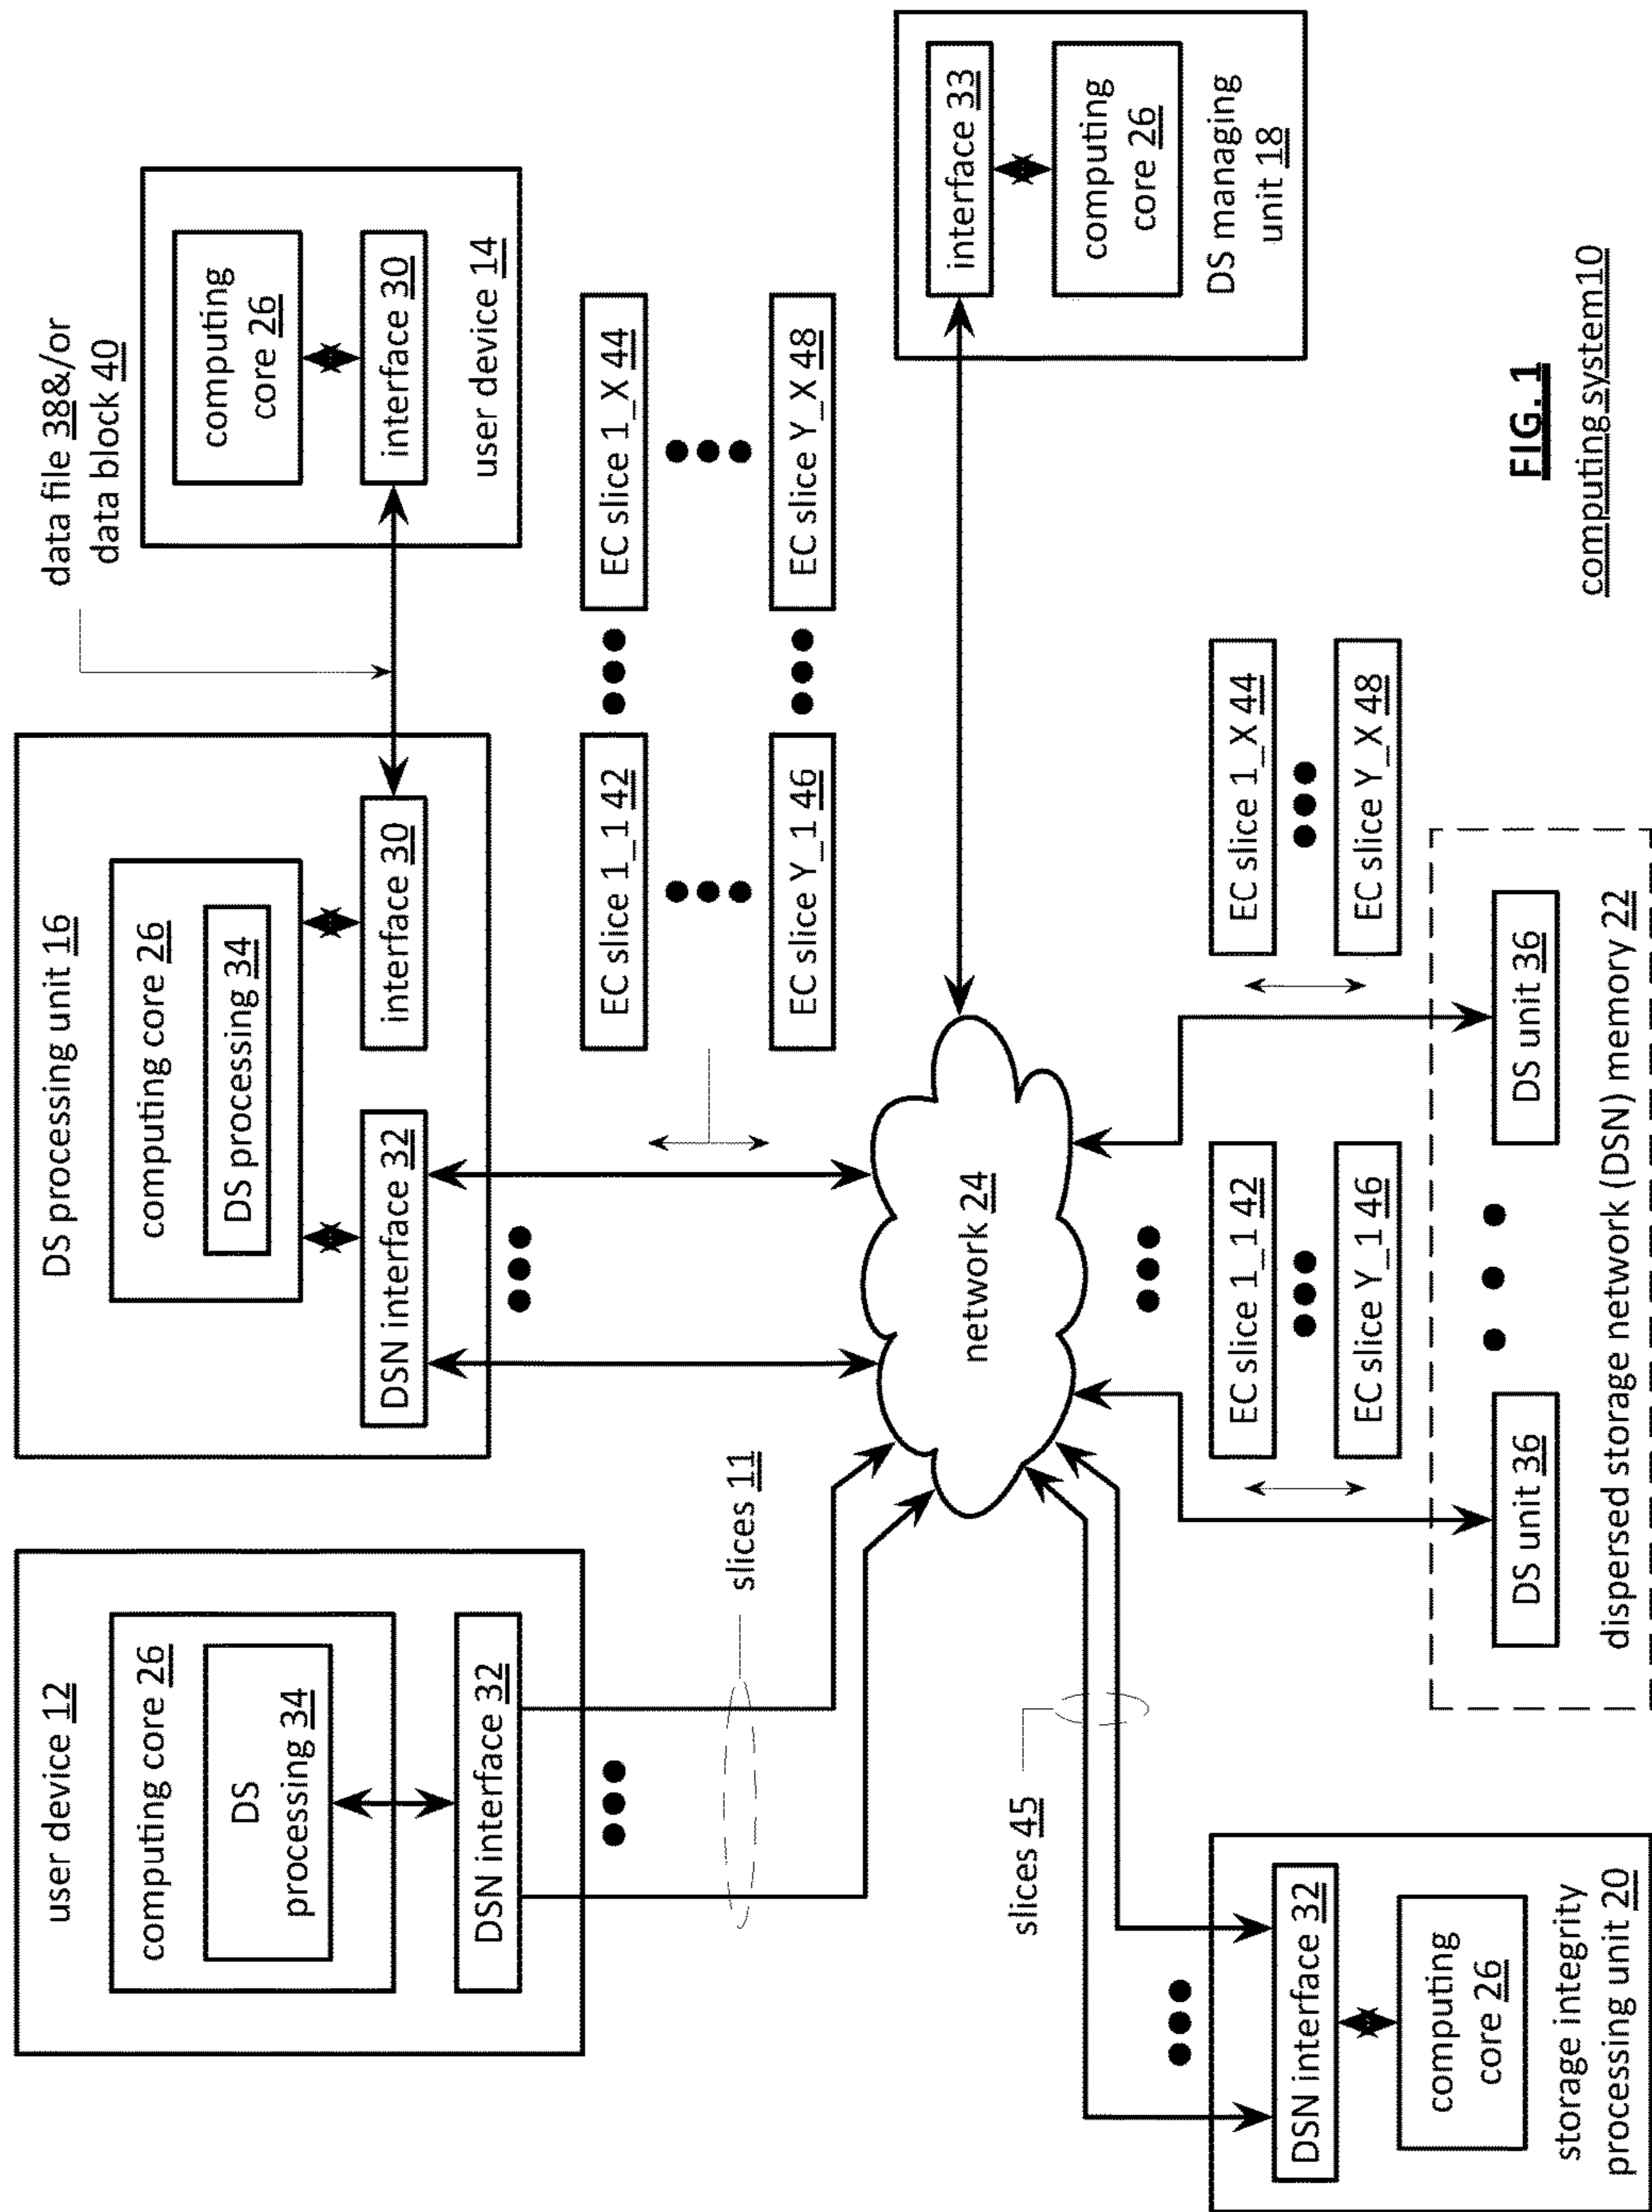 user device 12
computing core 26
DS
processing 34
DSN interface 32
DS processing unit 16
computing core 26
DS processing 34
DSN interface 32
interface 30
data file 38&/or
data block 40
computing
core 26
interface 30
user device 14
slices 11
EC slice 1_1 42
EC slice 1_X 44
EC slice Y_1 46
EC slice Y_X 48
network 24
interface 33
computing
core 26
DS managing
unit 18
slices 45
DSN interface 32
computing
core 26
storage integrity
processing unit 20
EC slice 1_1 42
EC slice Y_1 46
EC slice 1_X 44
EC slice Y_X 48
DS unit 36
DS unit 36
dispersed storage network (DSN) memory 22
FIG. 1
computing system10